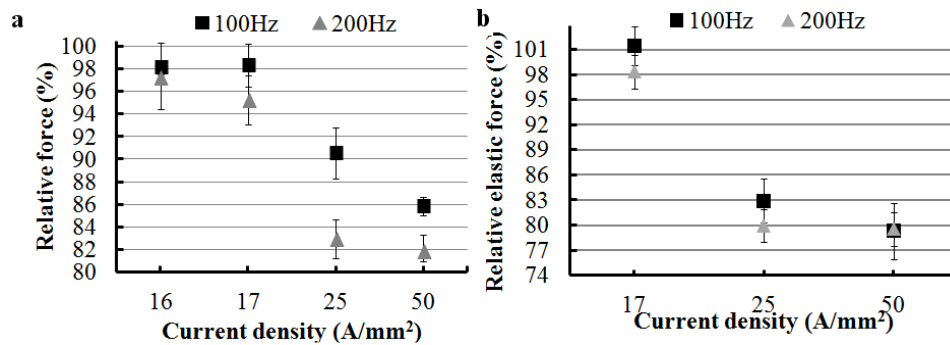 a
100Hz 200Hz
Relative force (%)
100
98
96
94
92
90
88
86
84
82
80
16 17 25 50
Current density (A/mm²)
b
100Hz 200Hz
Relative elastic force (%)
101
98
95
92
89
86
83
80
77
74
17 25 50
Current density (A/mm²)